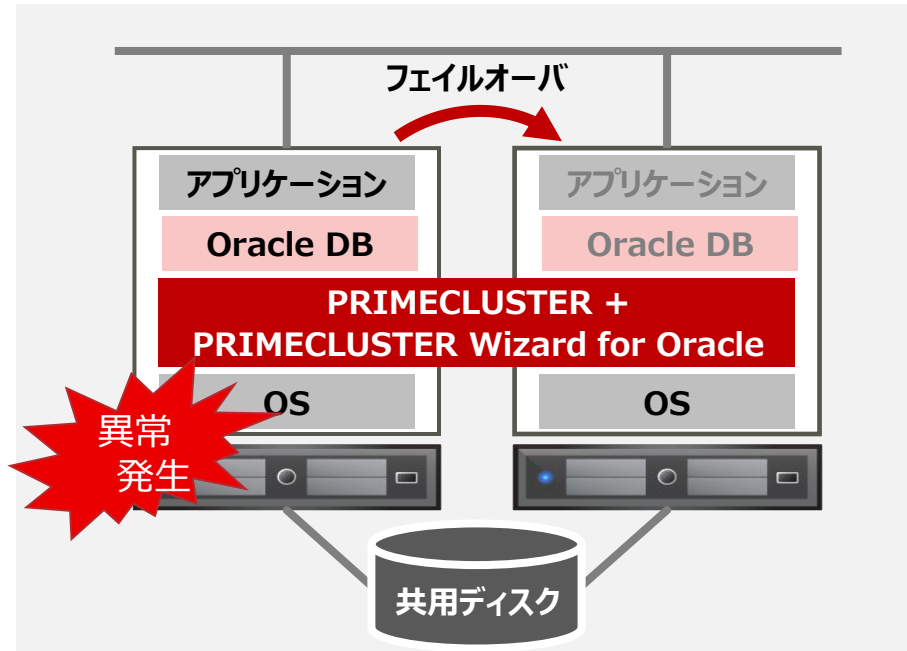 フェイルオーバ
アプリケーション
アプリケーション
Oracle DB
Oracle DB
PRIMECLUSTER +
PRIMECLUSTER Wizard for Oracle
OS
OS
異常
発生
共用ディスク